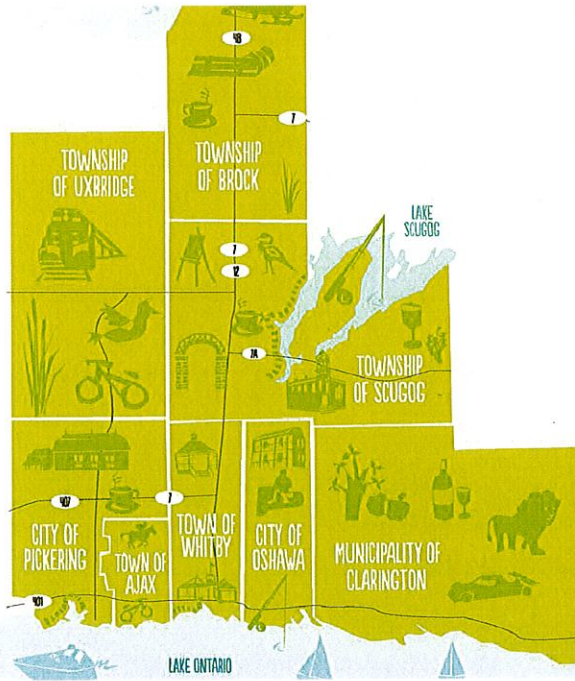 48
7
TOWNSHIP
OF BROCK
TOWNSHIP
OF UXBRIDGE
LAKE
SCUGOG
7
12
7A
TOWNSHIP
OF SCUGOG
407
7
CITY OF
PICKERING
TOWN OF
AJAX
TOWN OF
WHITBY
CITY OF
OSHAWA
MUNICIPALITY OF
CLARINGTON
401
LAKE ONTARIO